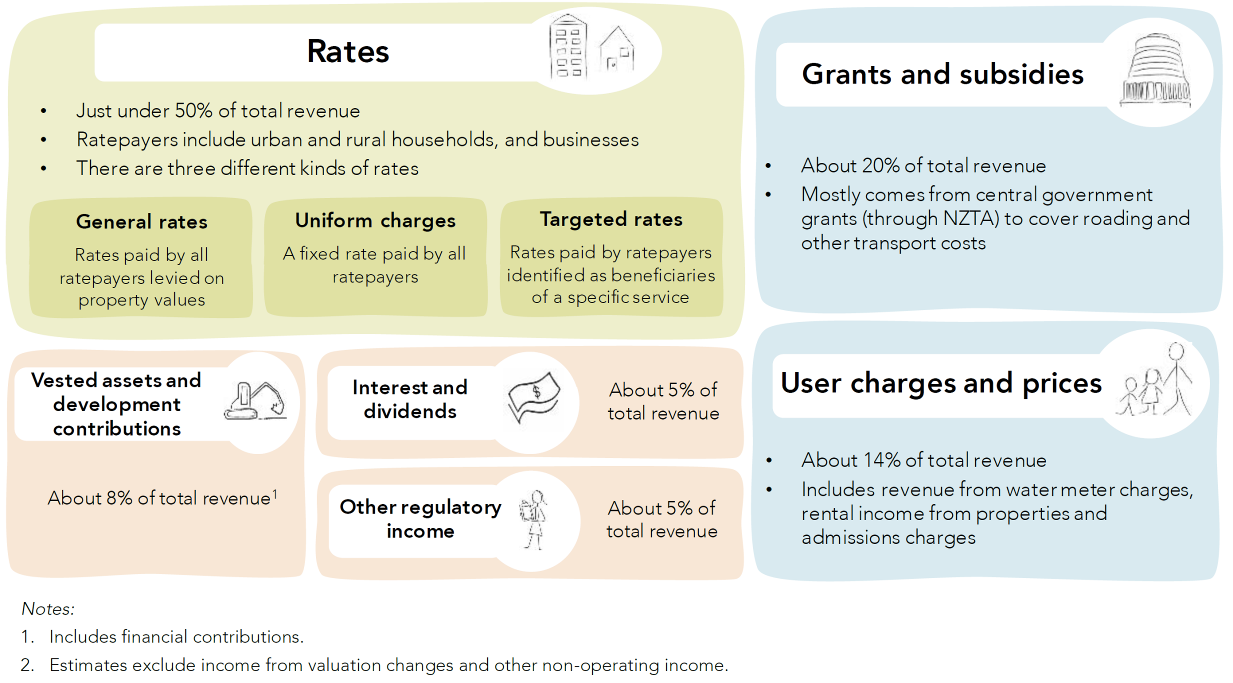 Rates
• Just under 50% of total revenue
• Ratepayers include urban and rural households, and businesses
• There are three different kinds of rates
General rates
Rates paid by all
ratepayers levied on
property values
Uniform charges
A fixed rate paid by all
ratepayers
Targeted rates
Rates paid by ratepayers
identified as beneficiaries
of a specific service
Grants and subsidies
• About 20% of total revenue
• Mostly comes from central government
grants (through NZTA) to cover roading and
other transport costs
Vested assets and
development
contributions
About 8% of total revenue¹
Interest and
dividends
$
About 5% of
total revenue
Other regulatory
income
About 5% of
total revenue
User charges and prices
• About 14% of total revenue
• Includes revenue from water meter charges,
rental income from properties and
admissions charges
Notes:
1. Includes financial contributions.
2. Estimates exclude income from valuation changes and other non-operating income.